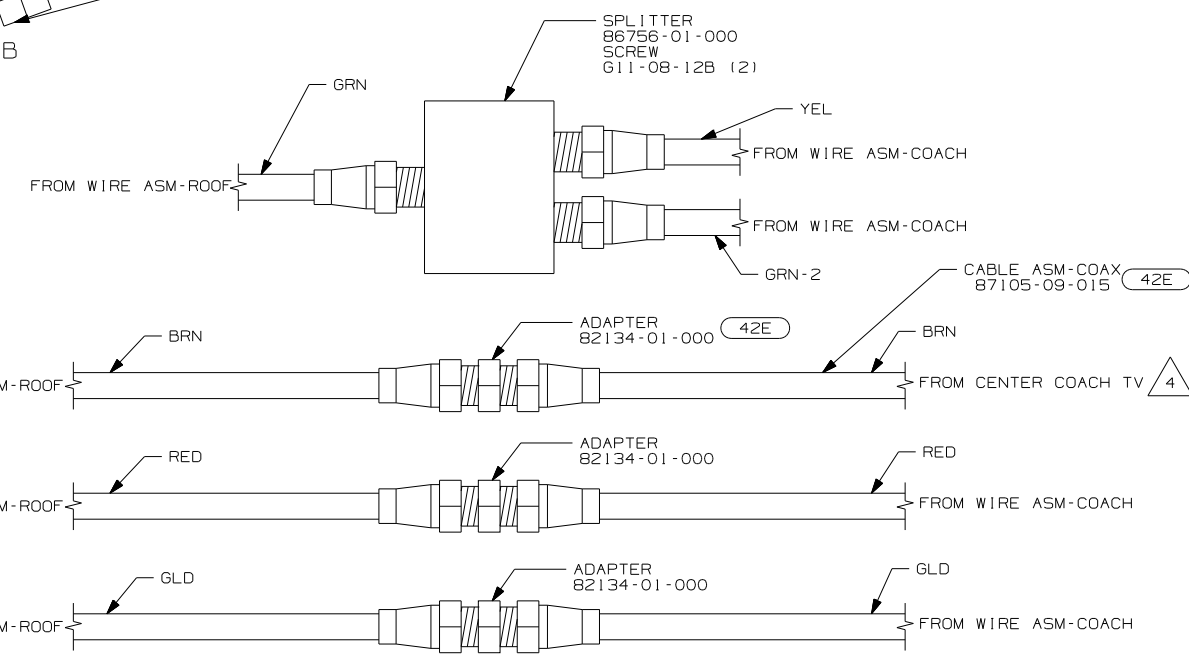 B
SPLITTER
86756-01-000
SCREW
G11-08-12B (2)
GRN
YEL
FROM WIRE ASM-COACH
FROM WIRE ASM-ROOF
FROM WIRE ASM-COACH
GRN-2
CABLE ASM-COAX
87105-09-015
42E
ADAPTER
82134-01-000
42E
BRN
BRN
M-ROOF
FROM CENTER COACH TV
4
ADAPTER
82134-01-000
RED
RED
M-ROOF
FROM WIRE ASM-COACH
ADAPTER
82134-01-000
GLD
GLD
M-ROOF
FROM WIRE ASM-COACH